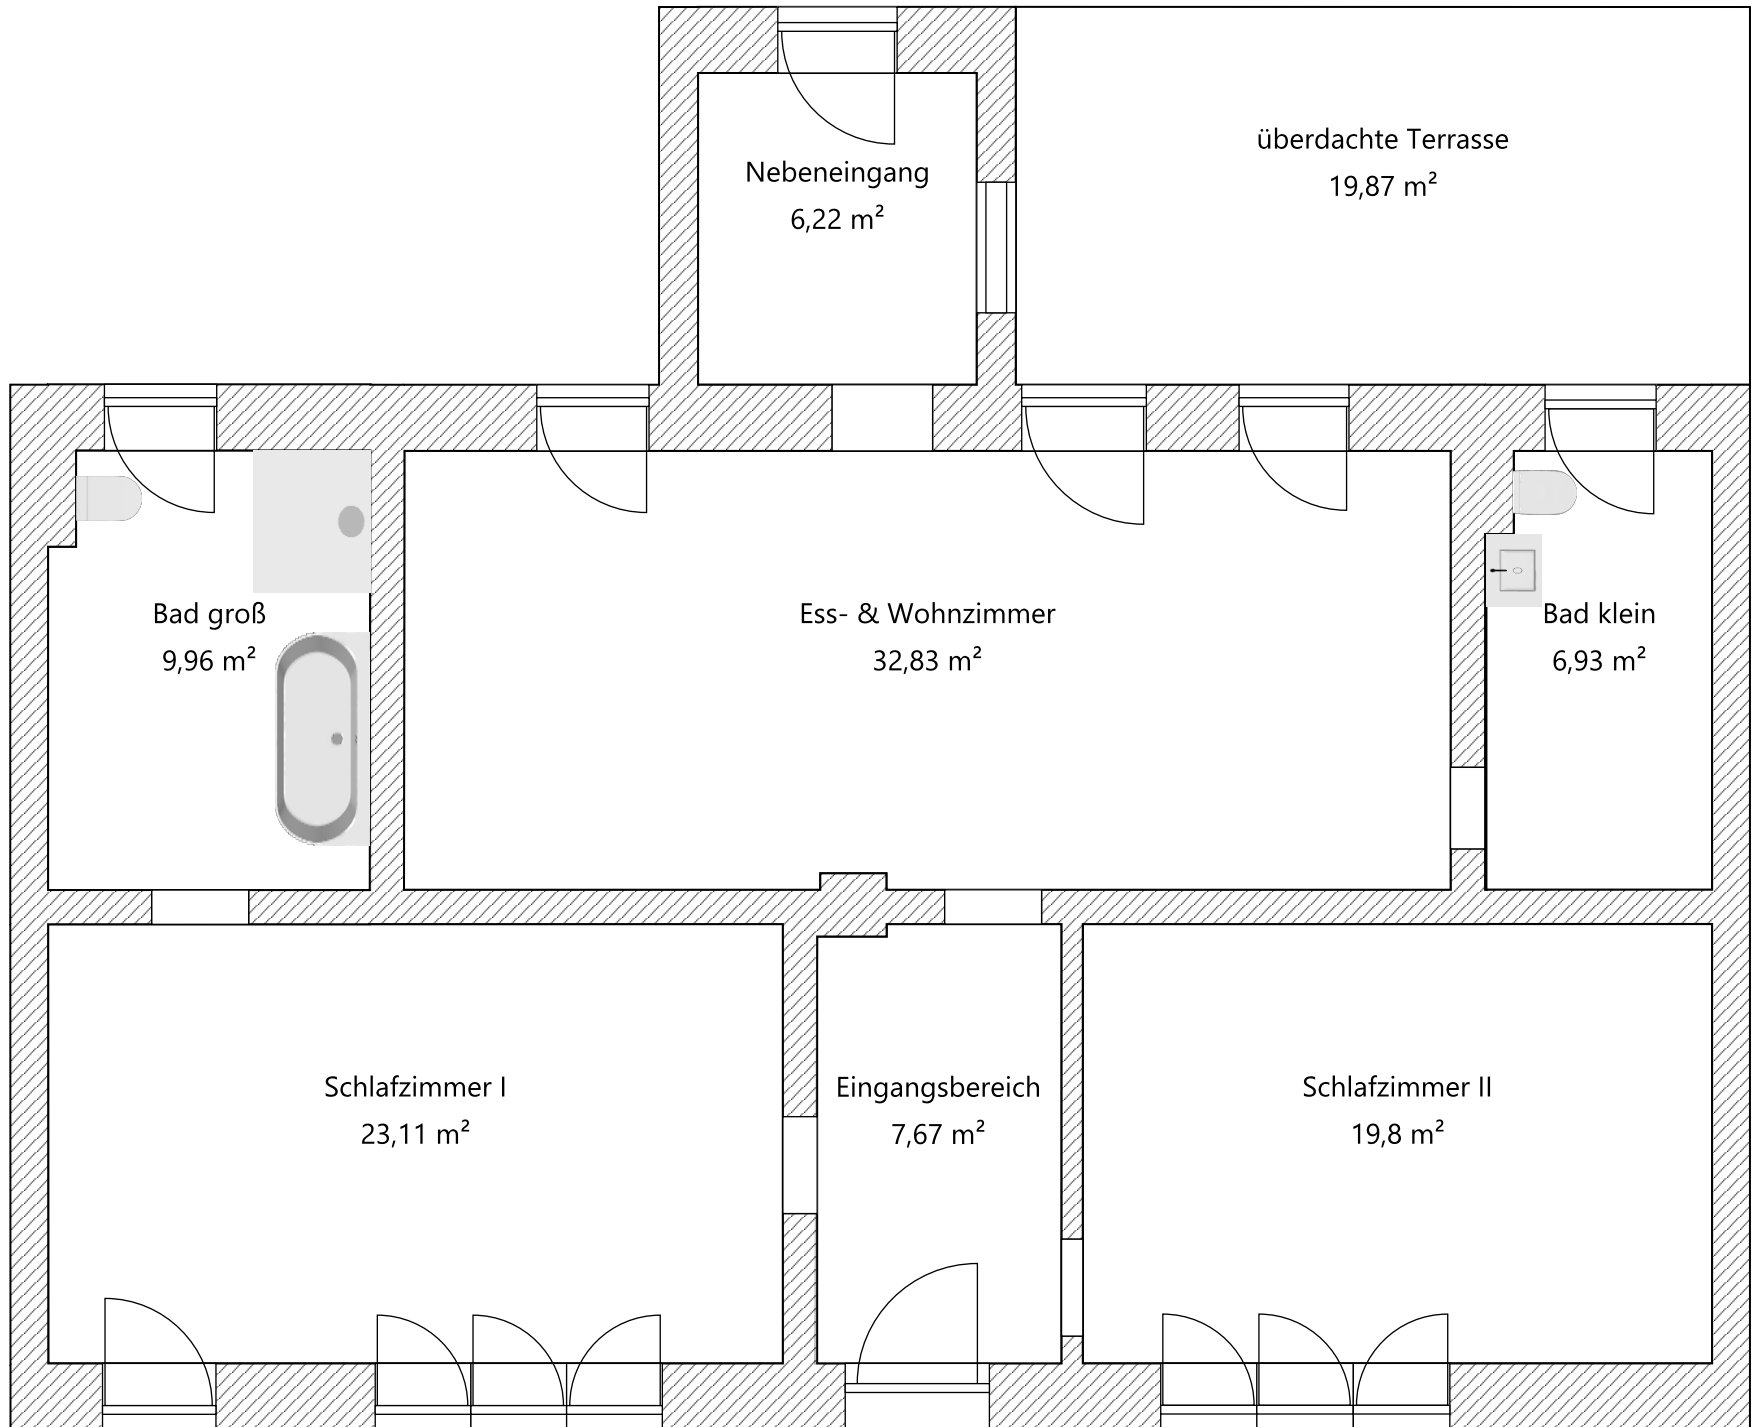 überdachte Terrasse
19,87 m²
Nebeneingang
6,22 m²
Bad groß
9,96 m²
Ess- & Wohnzimmer
32,83 m²
Bad klein
6,93 m²
Schlafzimmer I
23,11 m²
Eingangsbereich
7,67 m²
Schlafzimmer II
19,8 m²